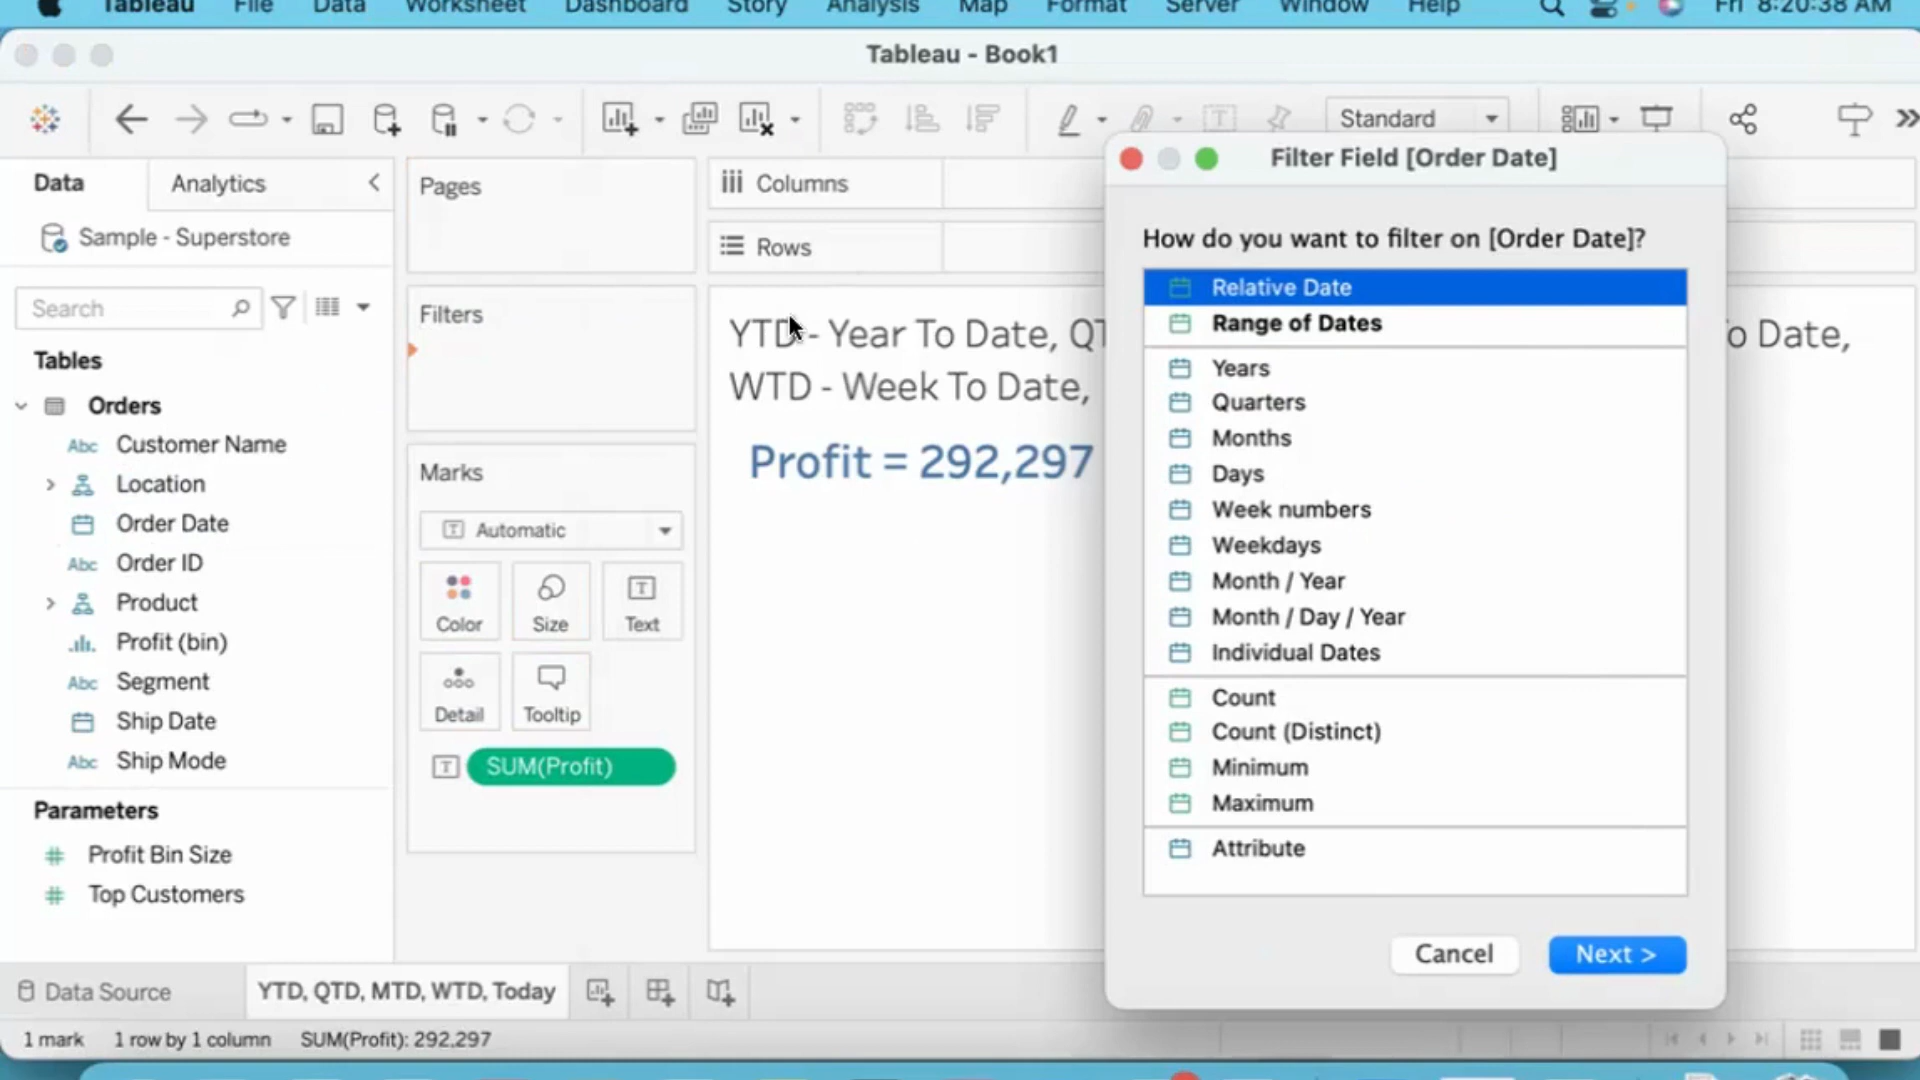 Tableau File Data Worksheet Dashboard Story Analysis Map Format Server Window Help Fri 8:20:38 AM
Tableau - Book1
Standard
Data Analytics
Sample - Superstore
Search
Tables
Orders
Abc Customer Name
Location
Order Date
Abc Order ID
Product
Profit (bin)
Abc Segment
Ship Date
Abc Ship Mode
Parameters
Profit Bin Size
Top Customers
Pages
Filters
Marks
Automatic
Color Size Text
Detail Tooltip
SUM(Profit)
Columns
Rows
YTD - Year To Date, QT
o Date,
WTD - Week To Date,
Profit = 292,297
Filter Field [Order Date]
How do you want to filter on [Order Date]?
Relative Date
Range of Dates
Years
Quarters
Months
Days
Week numbers
Weekdays
Month / Year
Month / Day / Year
Individual Dates
Count
Count (Distinct)
Minimum
Maximum
Attribute
Cancel Next >
Data Source YTD, QTD, MTD, WTD, Today
1 mark 1 row by 1 column SUM(Profit): 292,297